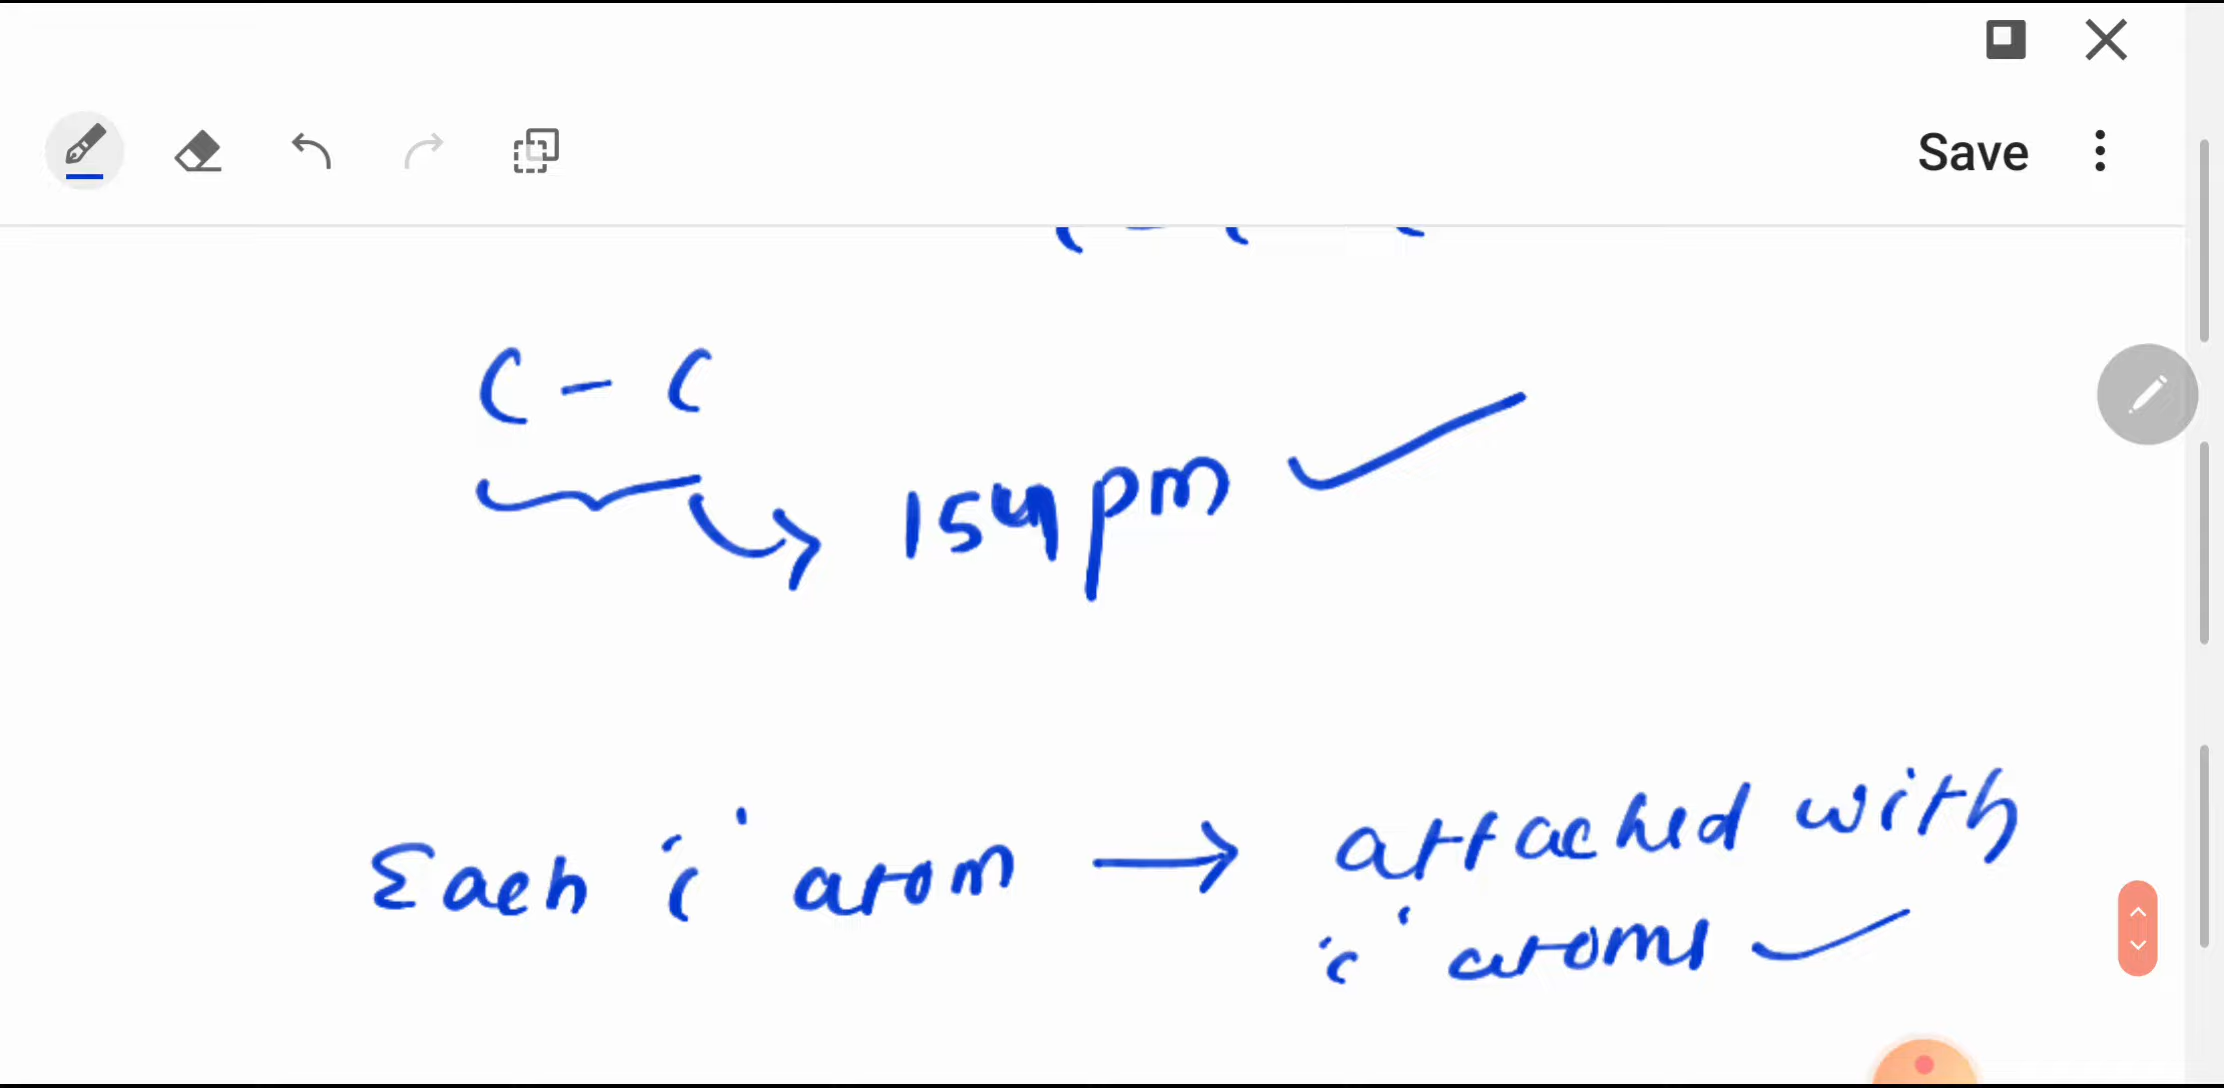 Save
C - C
154pm
Each 'c' atom → attached with
'c' atoms